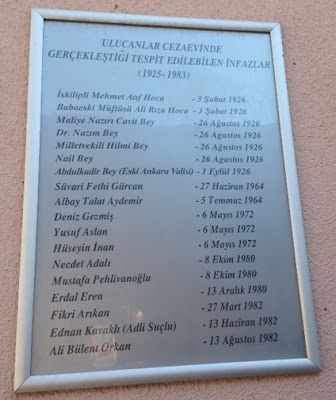 ULUCANLAR CEZAEVİNDE
GERÇEKLEŞTİĞİ TESPİT EDİLEBİLEN İNFAZLAR
(1925- 1983)
İskilipli Mehmet Atıf Hoca - 3 Şubat 1926
Babaeski Müftüsü Ali Rıza Hoca - 3 Şubat 1926
Maliye Nazırı Cavit Bey - 26 Ağustos 1926
Dr. Nazım Bey - 26 Ağustos 1926
Milletvekili Hilmi Bey - 26 Ağustos 1926
Nail Bey - 26 Ağustos 1926
Abdulkadir Bey (Eski Ankara Valisi) - 1 Eylül 1926
Süvari Fethi Gürcan - 27 Haziran 1964
Albay Talat Aydemir - 5 Temmuz 1964
Deniz Gezmiş - 6 Mayıs 1972
Yusuf Aslan - 6 Mayıs 1972
Hüseyin İnan - 6 Mayıs 1972
Necdet Adalı - 8 Ekim 1980
Mustafa Pehlivanoğlu - 8 Ekim 1980
Erdal Eren - 13 Aralık 1980
Fikri Arıkan - 27 Mart 1982
Ednan Kavaklı (Adli Suçlu) - 13 Haziran 1982
Ali Bülent Orkan - 13 Ağustos 1982